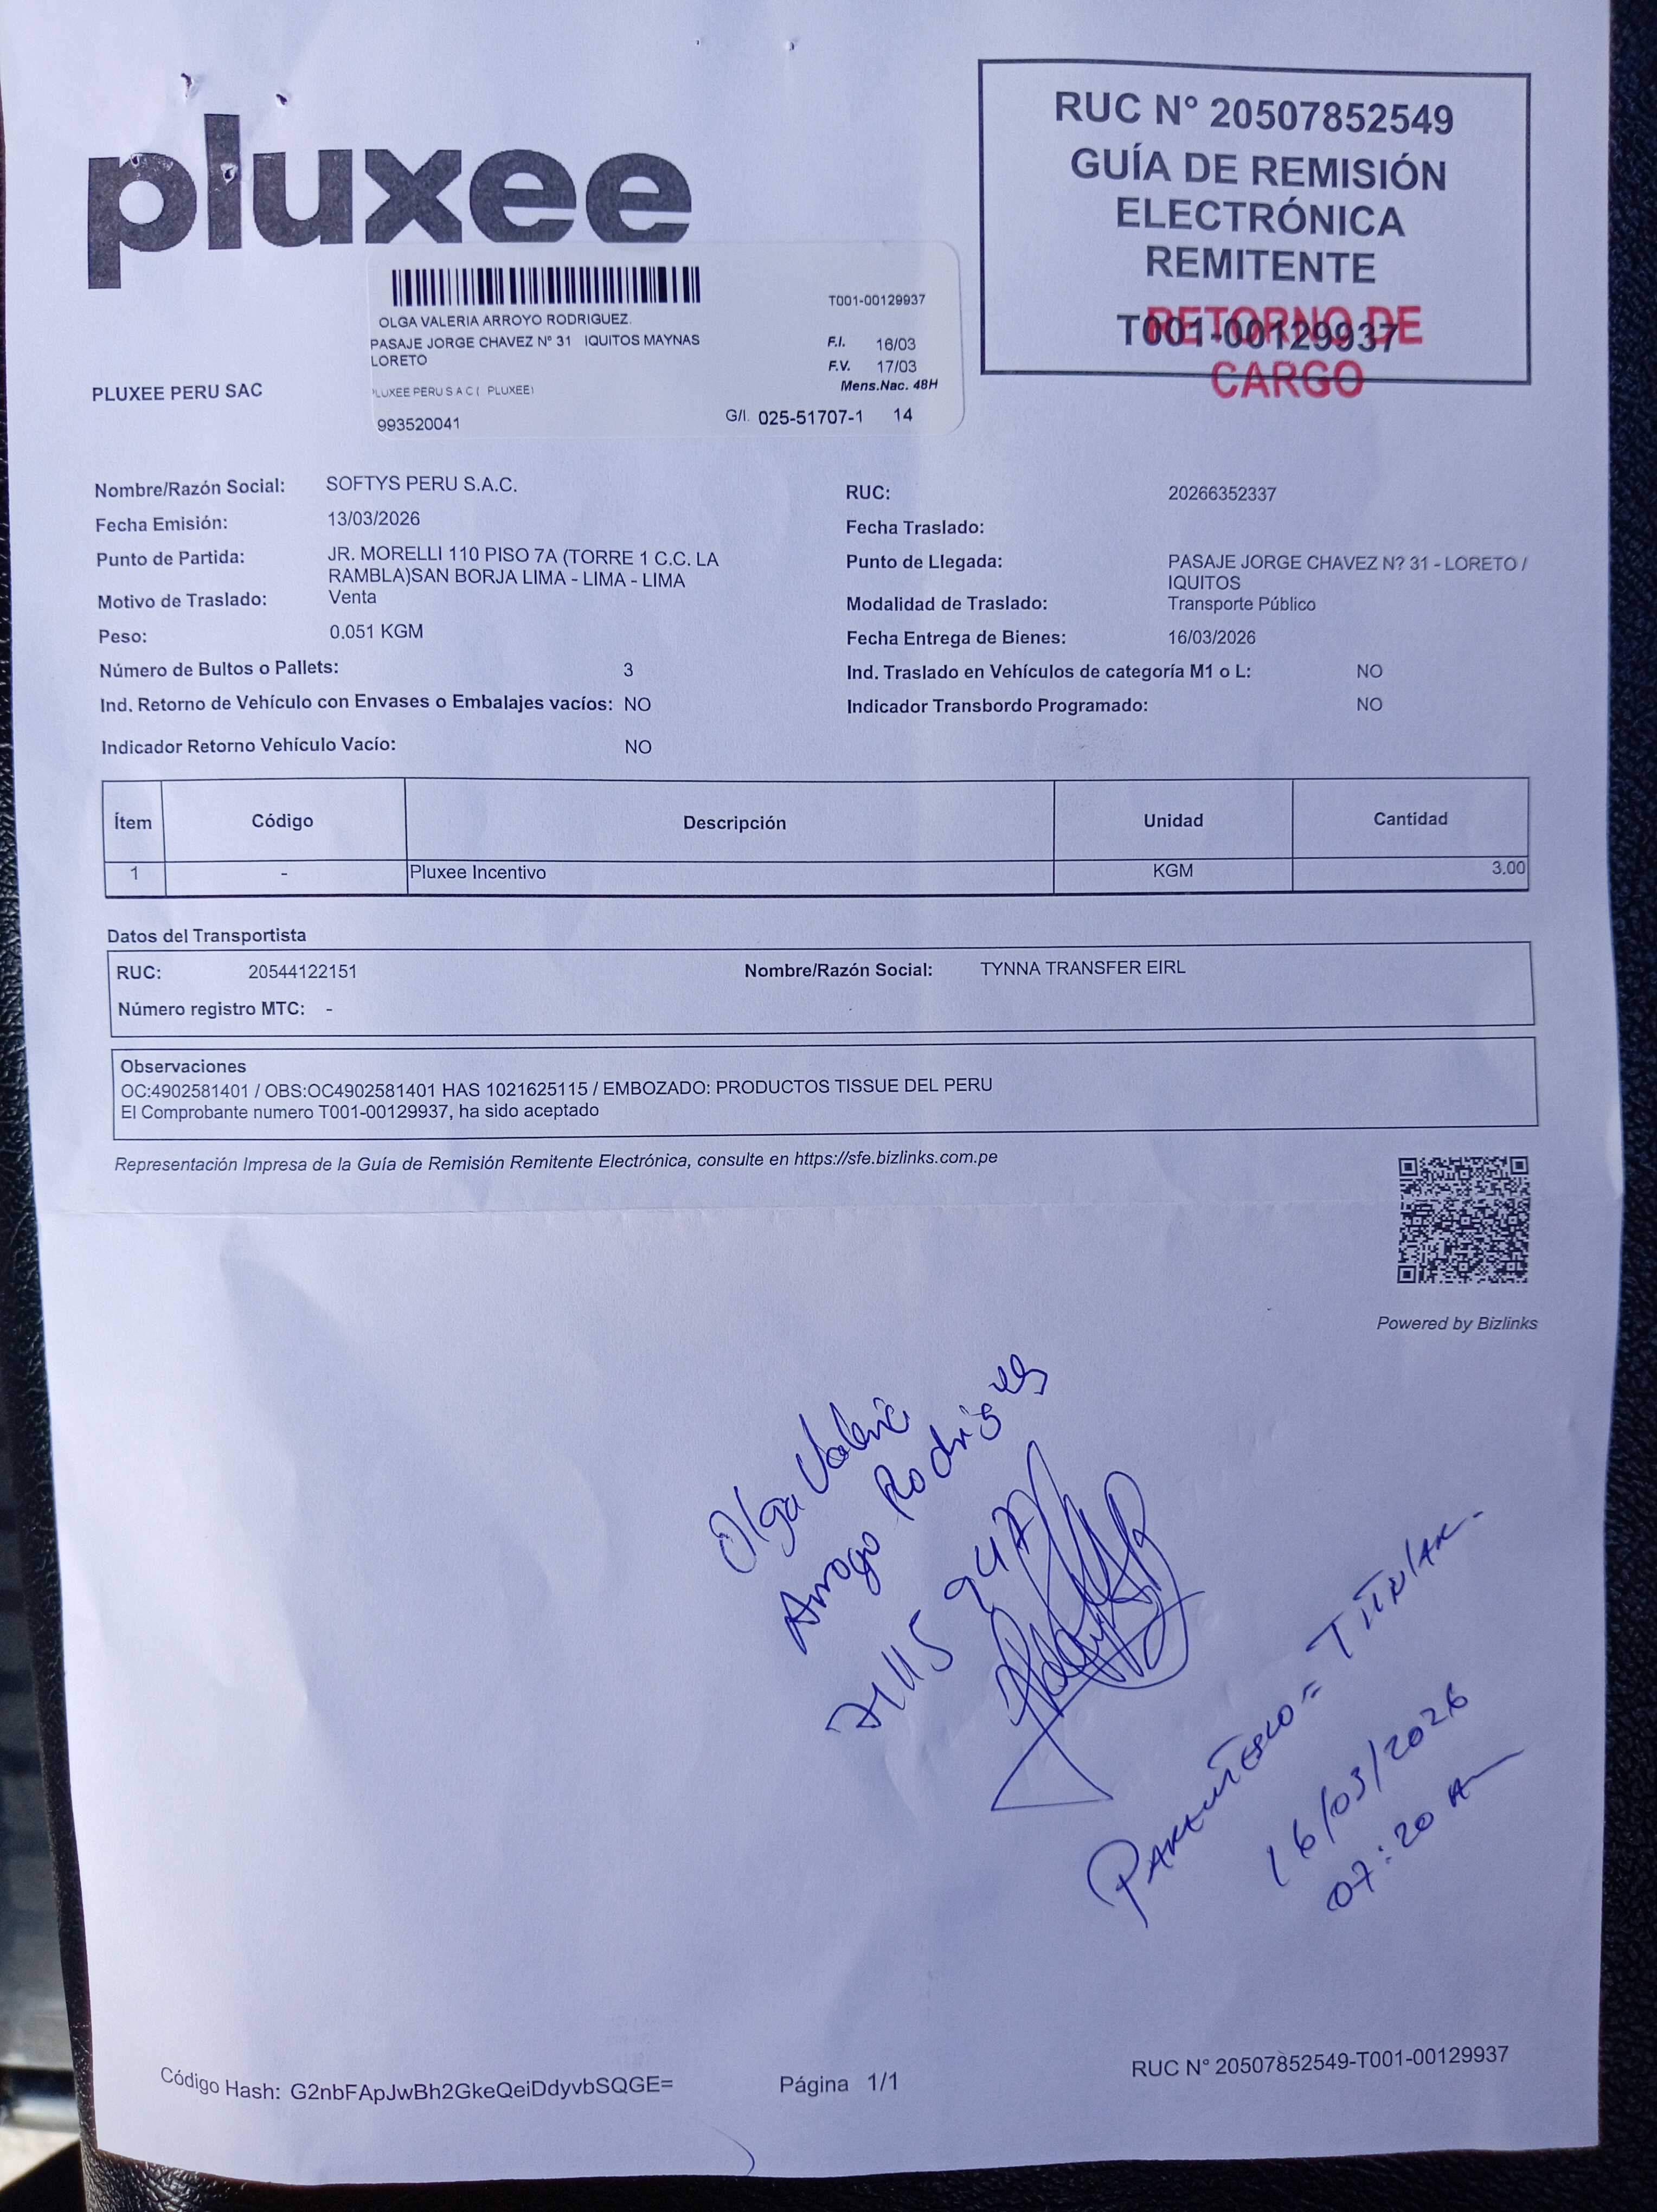 pluxee
RUC N° 20507852549
GUÍA DE REMISIÓN
ELECTRÓNICA
REMITENTE
T001-00129937
RETORNO DE
CARGO
T001-00129937
OLGA VALERIA ARROYO RODRIGUEZ.
PASAJE JORGE CHAVEZ N° 31 IQUITOS MAYNAS
LORETO
F.I. 16/03
F.V. 17/03
Mens.Nac. 48H
PLUXEE PERU SAC
PLUXEE PERU S A C ( PLUXEE)
993520041
G/I. 025-51707-1 14
Nombre/Razón Social: SOFTYS PERU S.A.C.
RUC: 20266352337
Fecha Emisión: 13/03/2026
Fecha Traslado:
Punto de Partida: JR. MORELLI 110 PISO 7A (TORRE 1 C.C. LA
RAMBLA)SAN BORJA LIMA - LIMA - LIMA
Punto de Llegada: PASAJE JORGE CHAVEZ N? 31 - LORETO /
IQUITOS
Motivo de Traslado: Venta
Modalidad de Traslado: Transporte Público
Peso: 0.051 KGM
Fecha Entrega de Bienes: 16/03/2026
Número de Bultos o Pallets: 3
Ind. Traslado en Vehículos de categoría M1 o L: NO
Ind. Retorno de Vehículo con Envases o Embalajes vacíos: NO
Indicador Transbordo Programado: NO
Indicador Retorno Vehículo Vacío: NO
Ítem Código Descripción Unidad Cantidad
1 - Pluxee Incentivo KGM 3.00
Datos del Transportista
RUC: 20544122151 Nombre/Razón Social: TYNNA TRANSFER EIRL
Número registro MTC: -
Observaciones
OC:4902581401 / OBS:OC4902581401 HAS 1021625115 / EMBOZADO: PRODUCTOS TISSUE DEL PERU
El Comprobante numero T001-00129937, ha sido aceptado
Representación Impresa de la Guía de Remisión Remitente Electrónica, consulte en https://sfe.bizlinks.com.pe
Powered by Bizlinks
Olga Valeria
Arroyo Rodriguez
PARENTESCO = TITULAR -
16/03/2026
07:20 A
Código Hash: G2nbFApJwBh2GkeQeiDdyvbSQGE=
Página 1/1
RUC N° 20507852549-T001-00129937